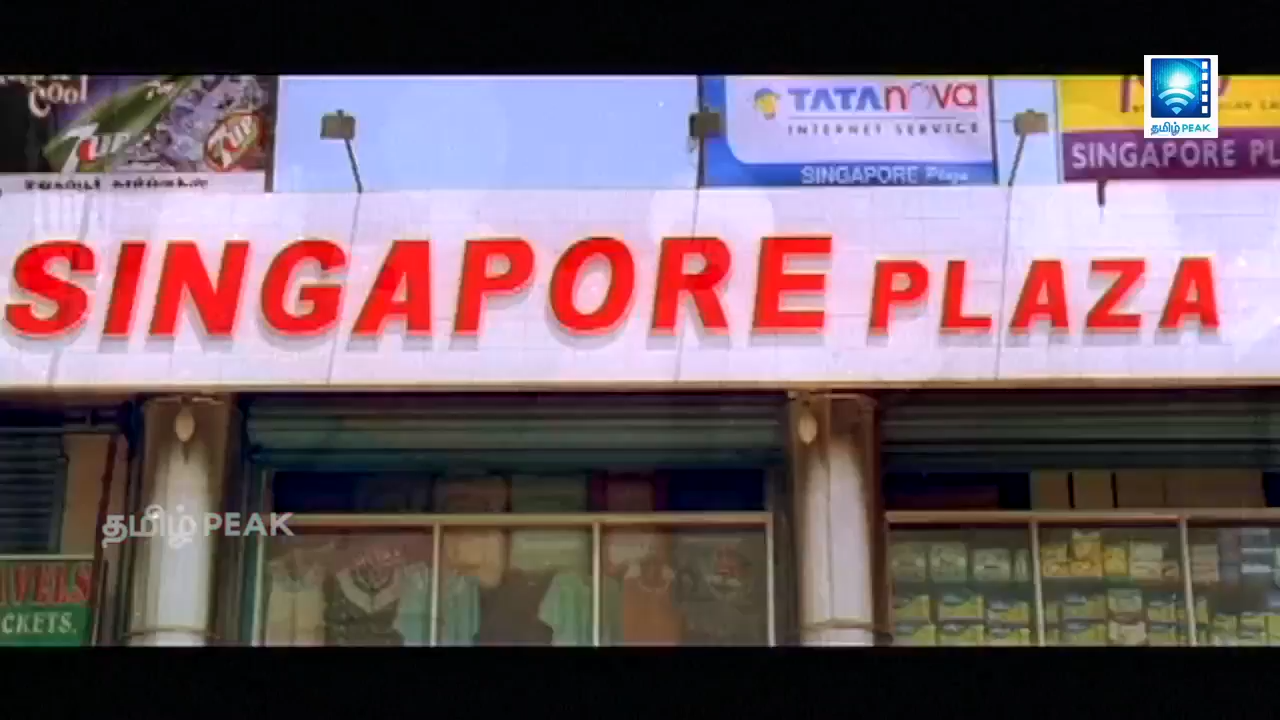 Cool
7UP
7UP
TATA nova
INTERNET SERVICE
SINGAPORE Plaza
SINGAPORE PL
தமிழ் PEAK
SINGAPORE PLAZA
தமிழ் PEAK
VELS
CKETS.